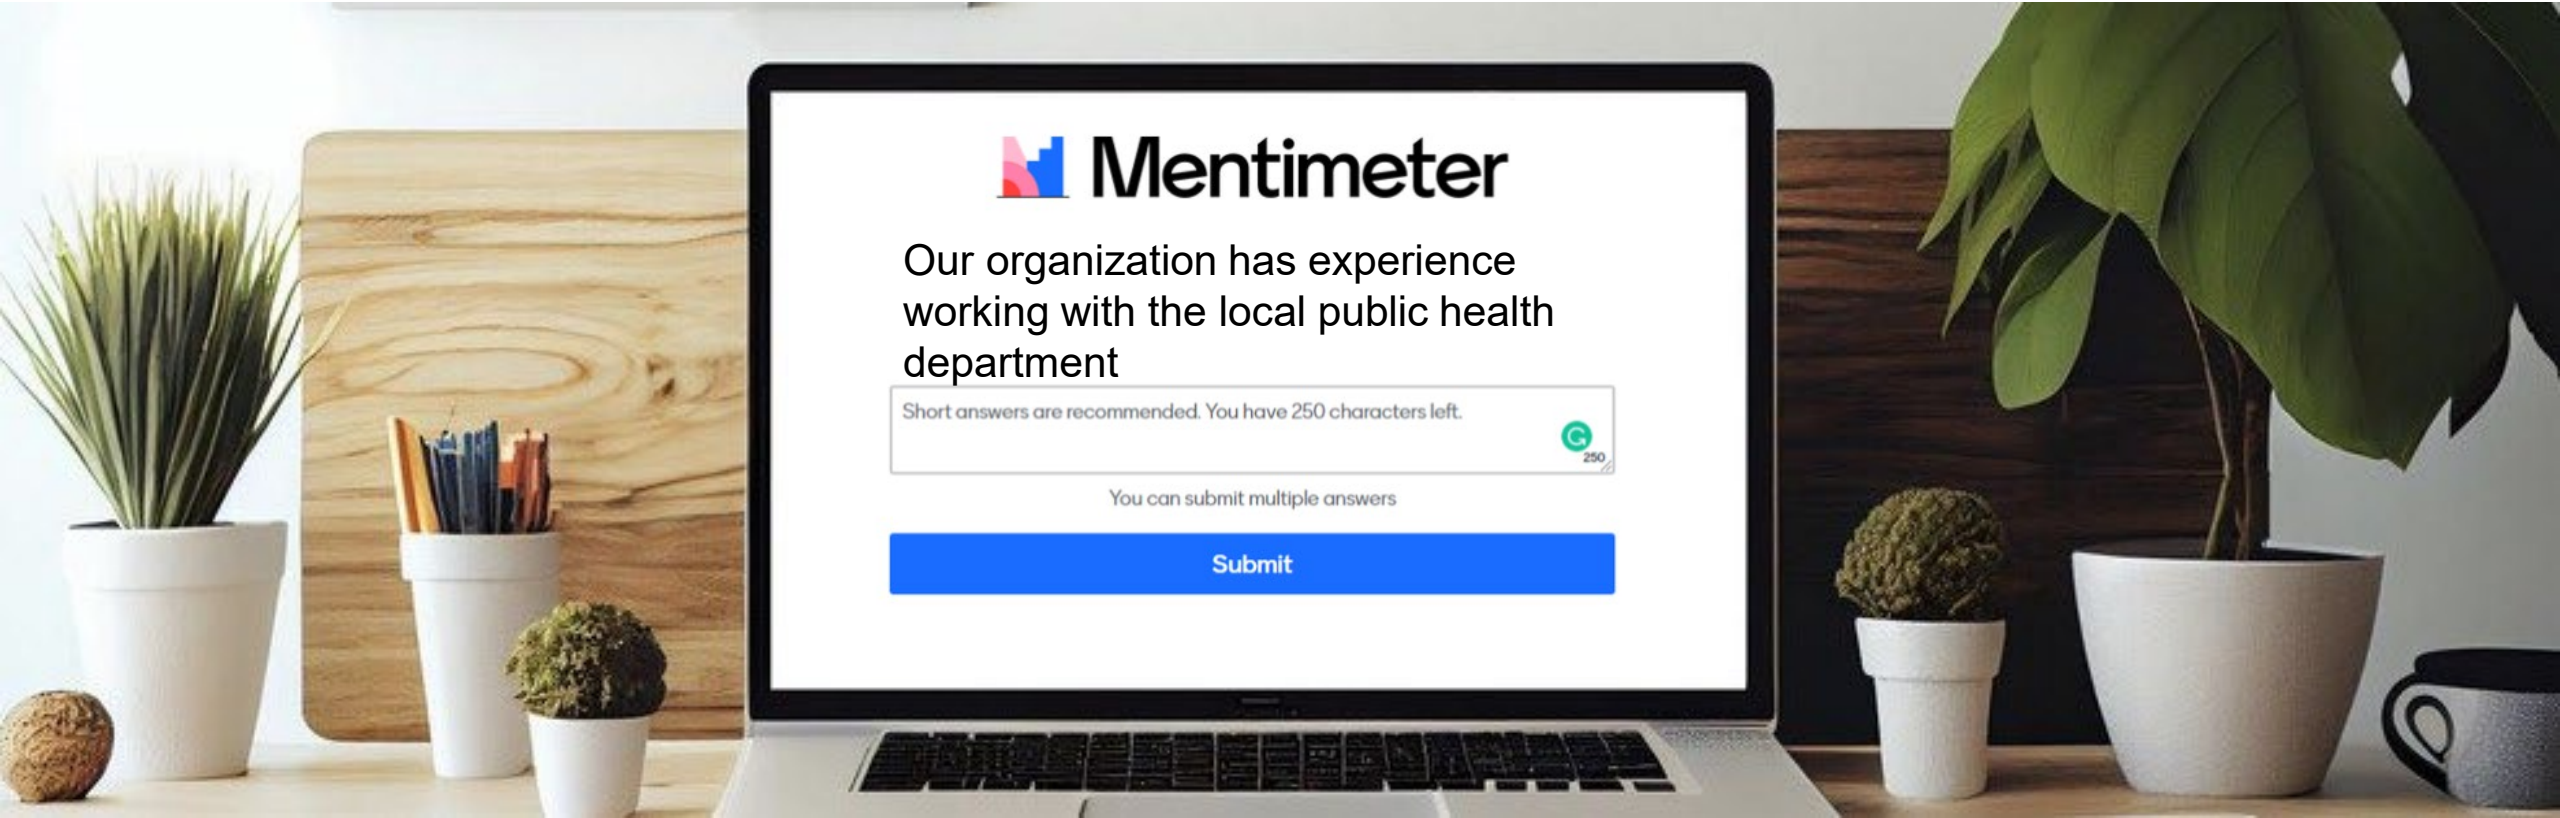 Mentimeter
Our organization has experience
working with the local public health
department
Short answers are recommended. You have 250 characters left.
250
You can submit multiple answers
Submit